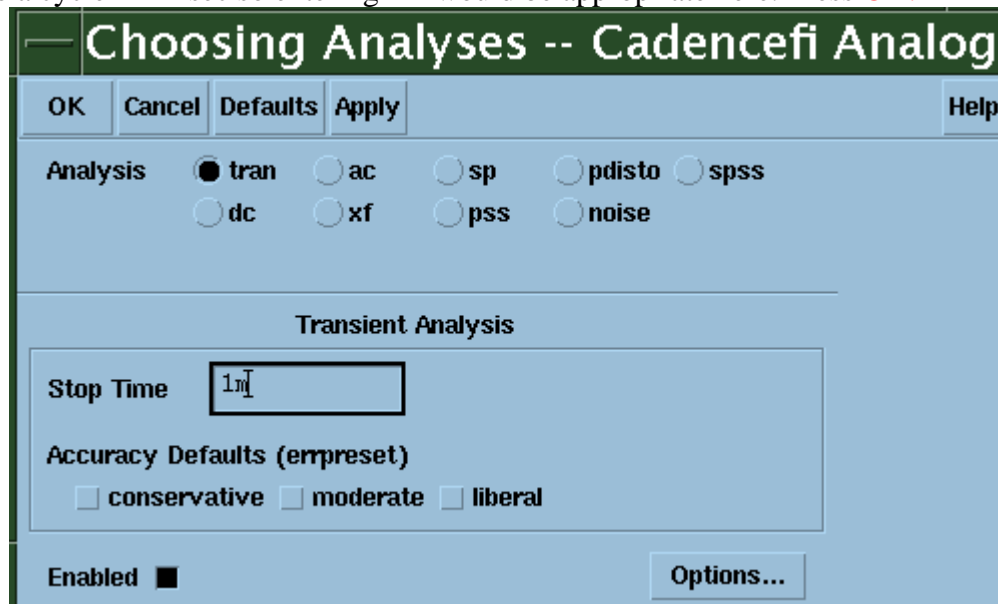 Choosing Analyses -- Cadencefi Analog
OK Cancel Defaults Apply Help
Analysis tran ac sp pdisto spss
dc xf pss noise
Transient Analysis
Stop Time 1m
Accuracy Defaults (errpreset)
conservative moderate liberal
Enabled Options...